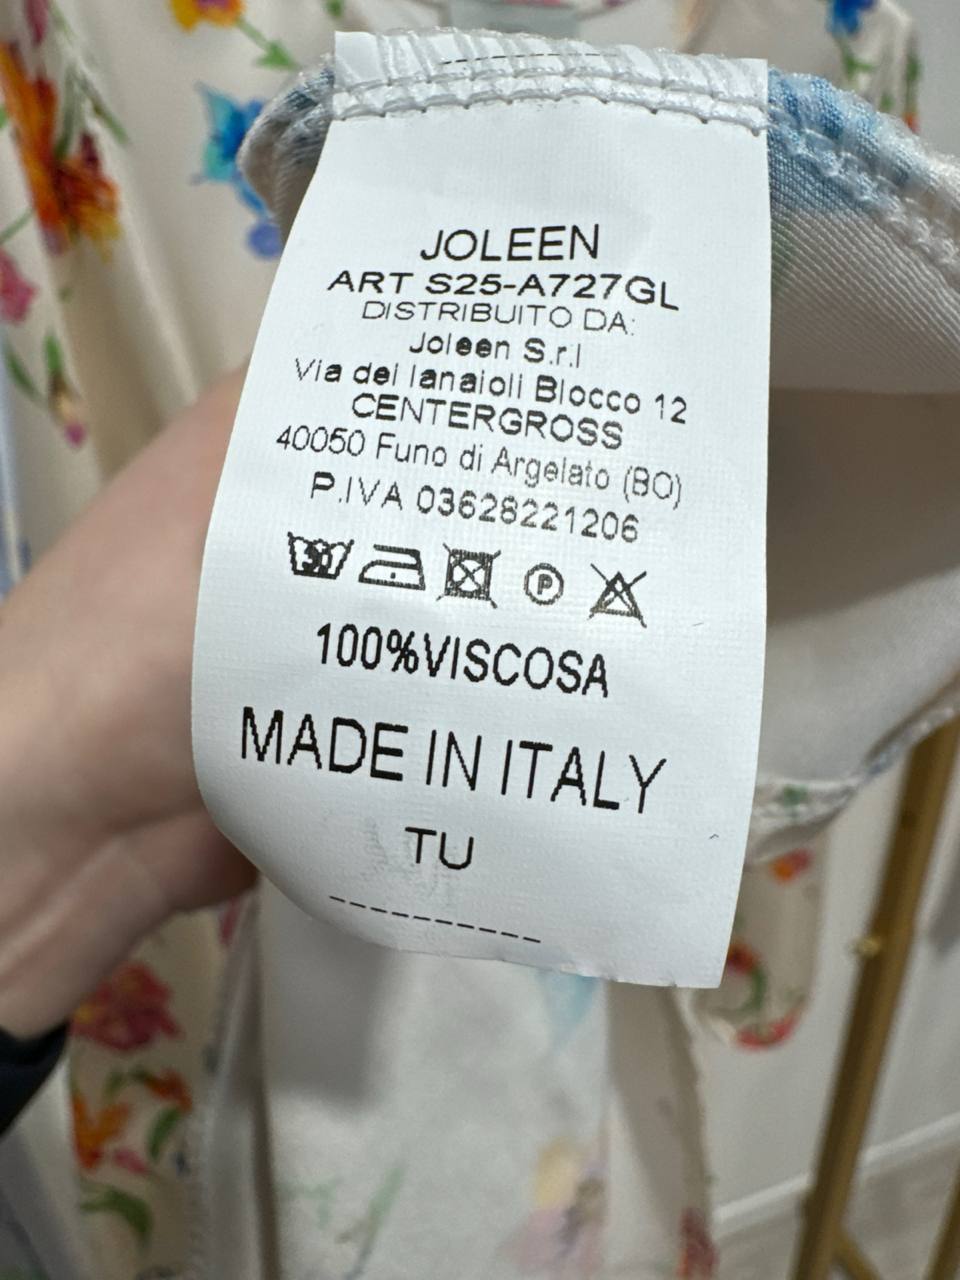 JOLEEN
ART S25-A727GL
DISTRIBUITO DA:
Joleen S.r.l
Via dei lanaioli Blocco 12
CENTERGROSS
40050 Funo di Argelato (BO)
P.IVA 03628221206
30 P
100%VISCOSA
MADE IN ITALY
TU